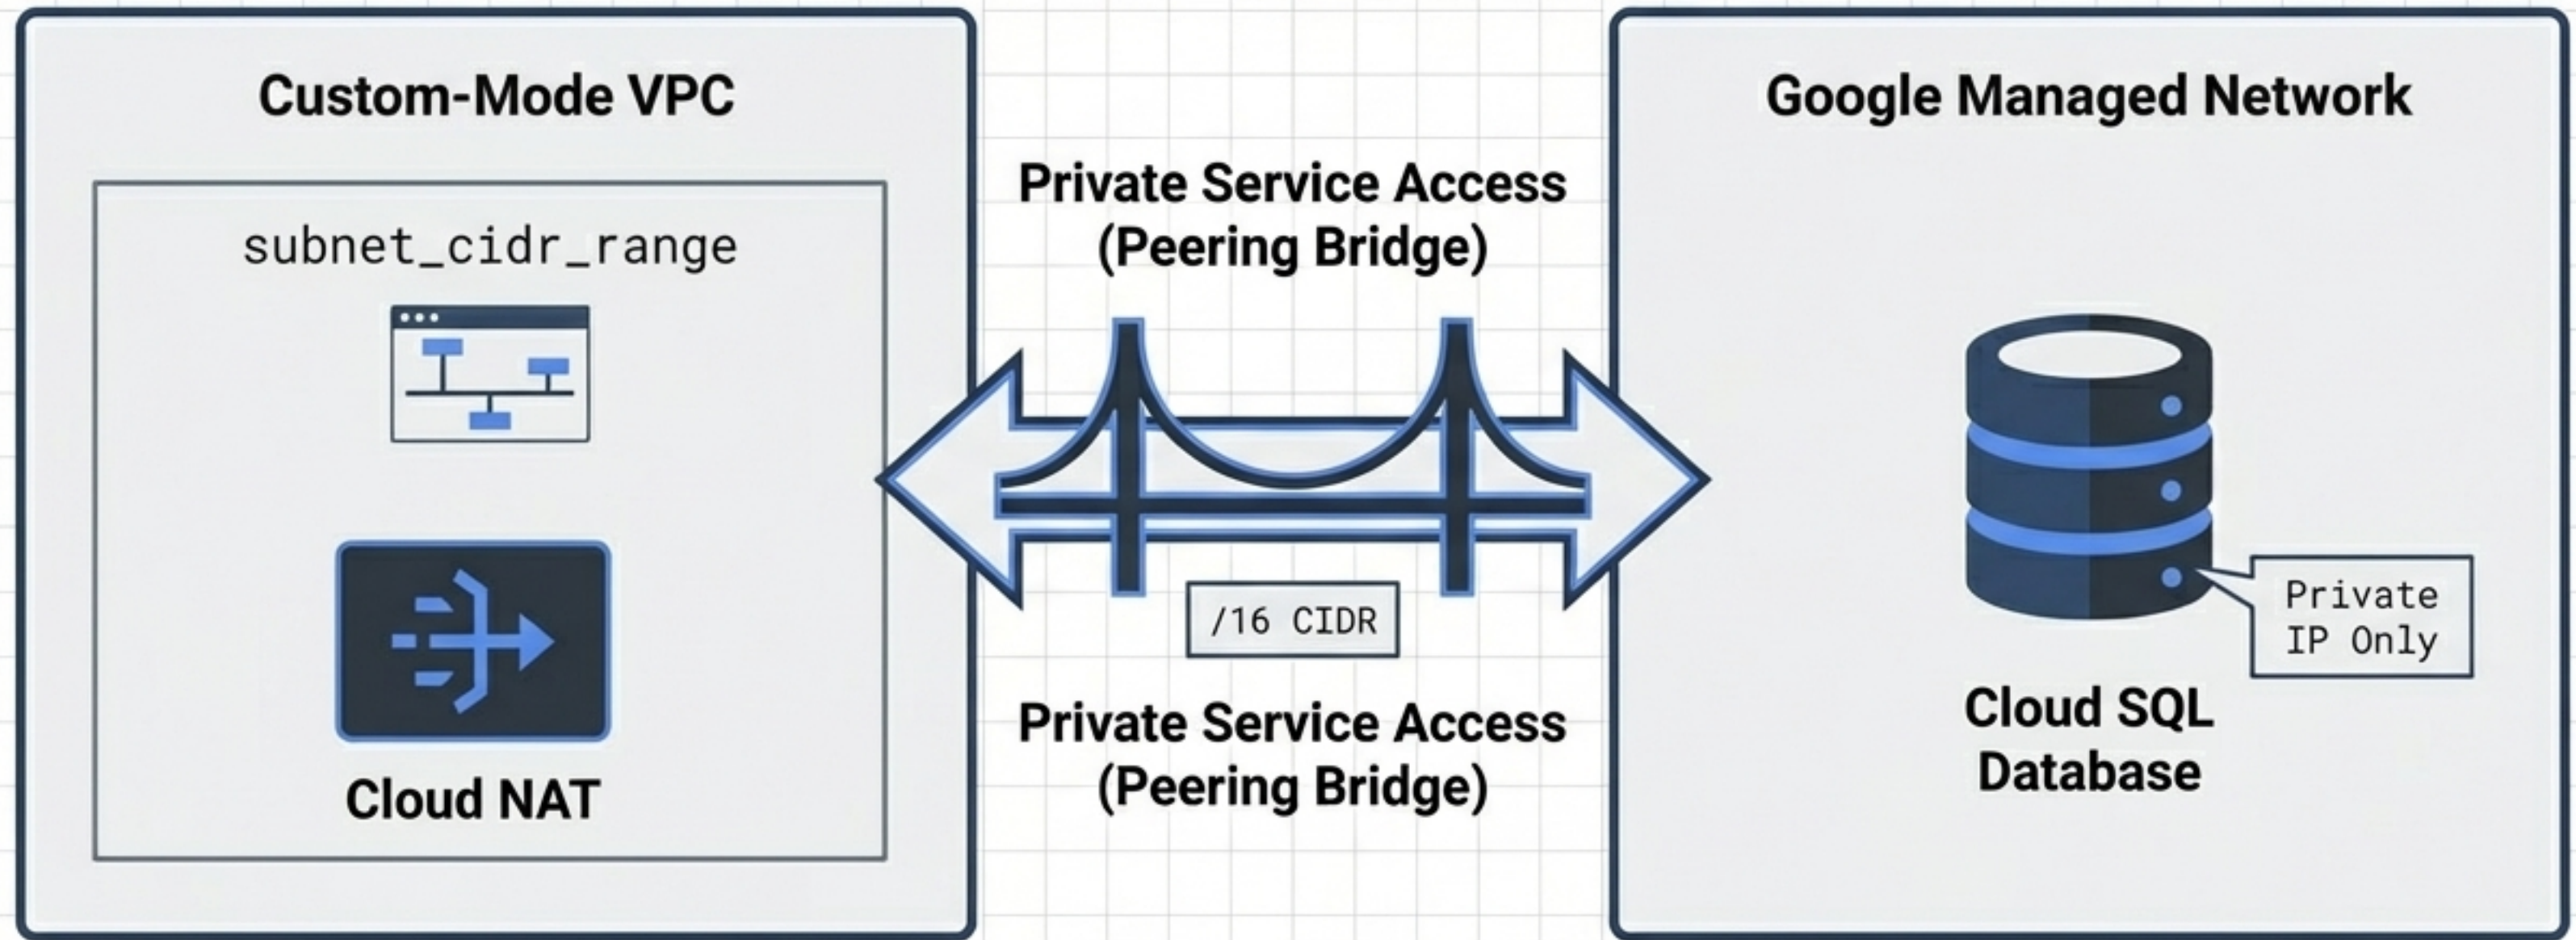 Custom-Mode VPC
subnet_cidr_range
Cloud NAT
Private Service Access
(Peering Bridge)
/16 CIDR
Private Service Access
(Peering Bridge)
Google Managed Network
Private
IP Only
Cloud SQL
Database